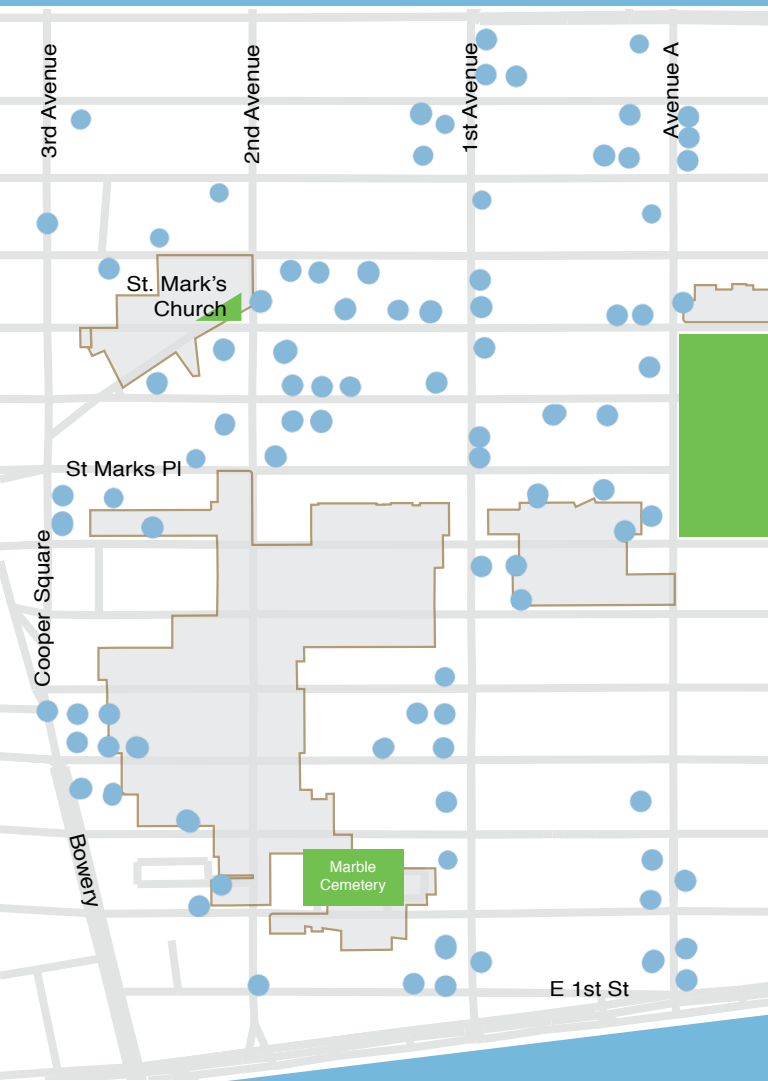 3rd Avenue
2nd Avenue
1st Avenue
Avenue A
St. Mark's
Church
St Marks Pl
Cooper Square
Bowery
Marble
Cemetery
E 1st St